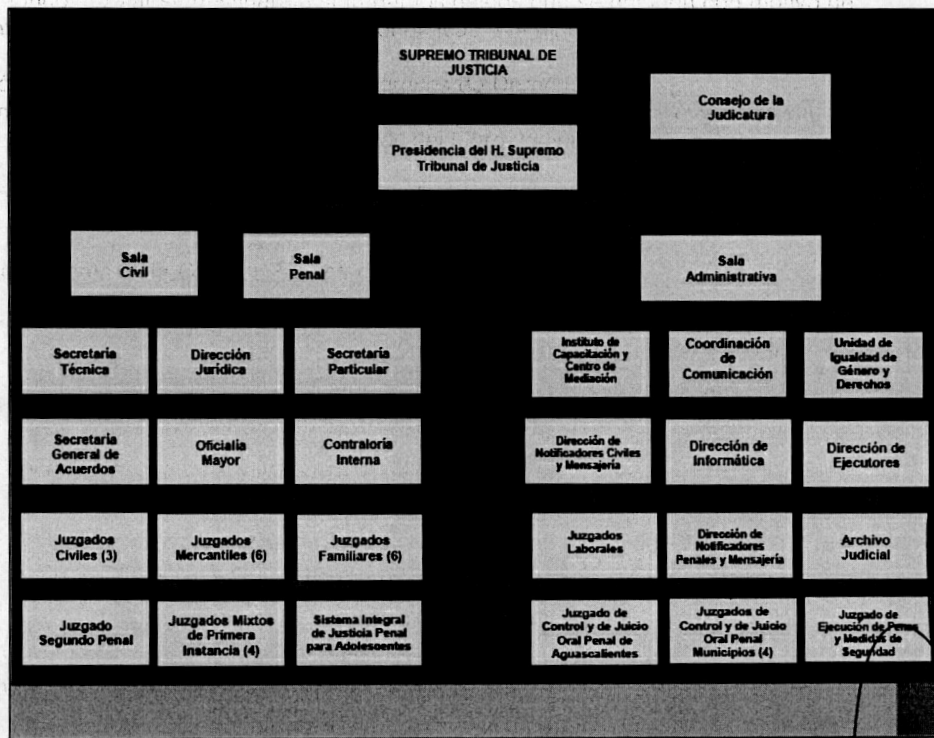 SUPREMO TRIBUNAL DE
JUSTICIA
Consejo de la
Judicatura
Presidencia del H. Supremo
Tribunal de Justicia
Sala
Civil
Sala
Penal
Sala
Administrativa
Secretaría
Técnica
Dirección
Jurídica
Secretaría
Particular
Instituto de
Capacitación y
Centro de
Mediación
Coordinación
de
Comunicación
Unidad de
Igualdad de
Género y
Derechos
Secretaría
General de
Acuerdos
Oficialía
Mayor
Contraloría
Interna
Dirección de
Notificadores Civiles
y Mensajería
Dirección de
Informática
Dirección de
Ejecutores
Juzgados
Civiles (3)
Juzgados
Mercantiles (6)
Juzgados
Familiares (6)
Juzgados
Laborales
Dirección de
Notificadores
Penales y Mensajería
Archivo
Judicial
Juzgado
Segundo Penal
Juzgados Mixtos
de Primera
Instancia (4)
Sistema Integral
de Justicia Penal
para Adolescentes
Juzgado de
Control y de Juicio
Oral Penal de
Aguascalientes
Juzgados de
Control y de Juicio
Oral Penal
Municipios (4)
Juzgado de
Ejecución de Penas
y Medidas de
Seguridad